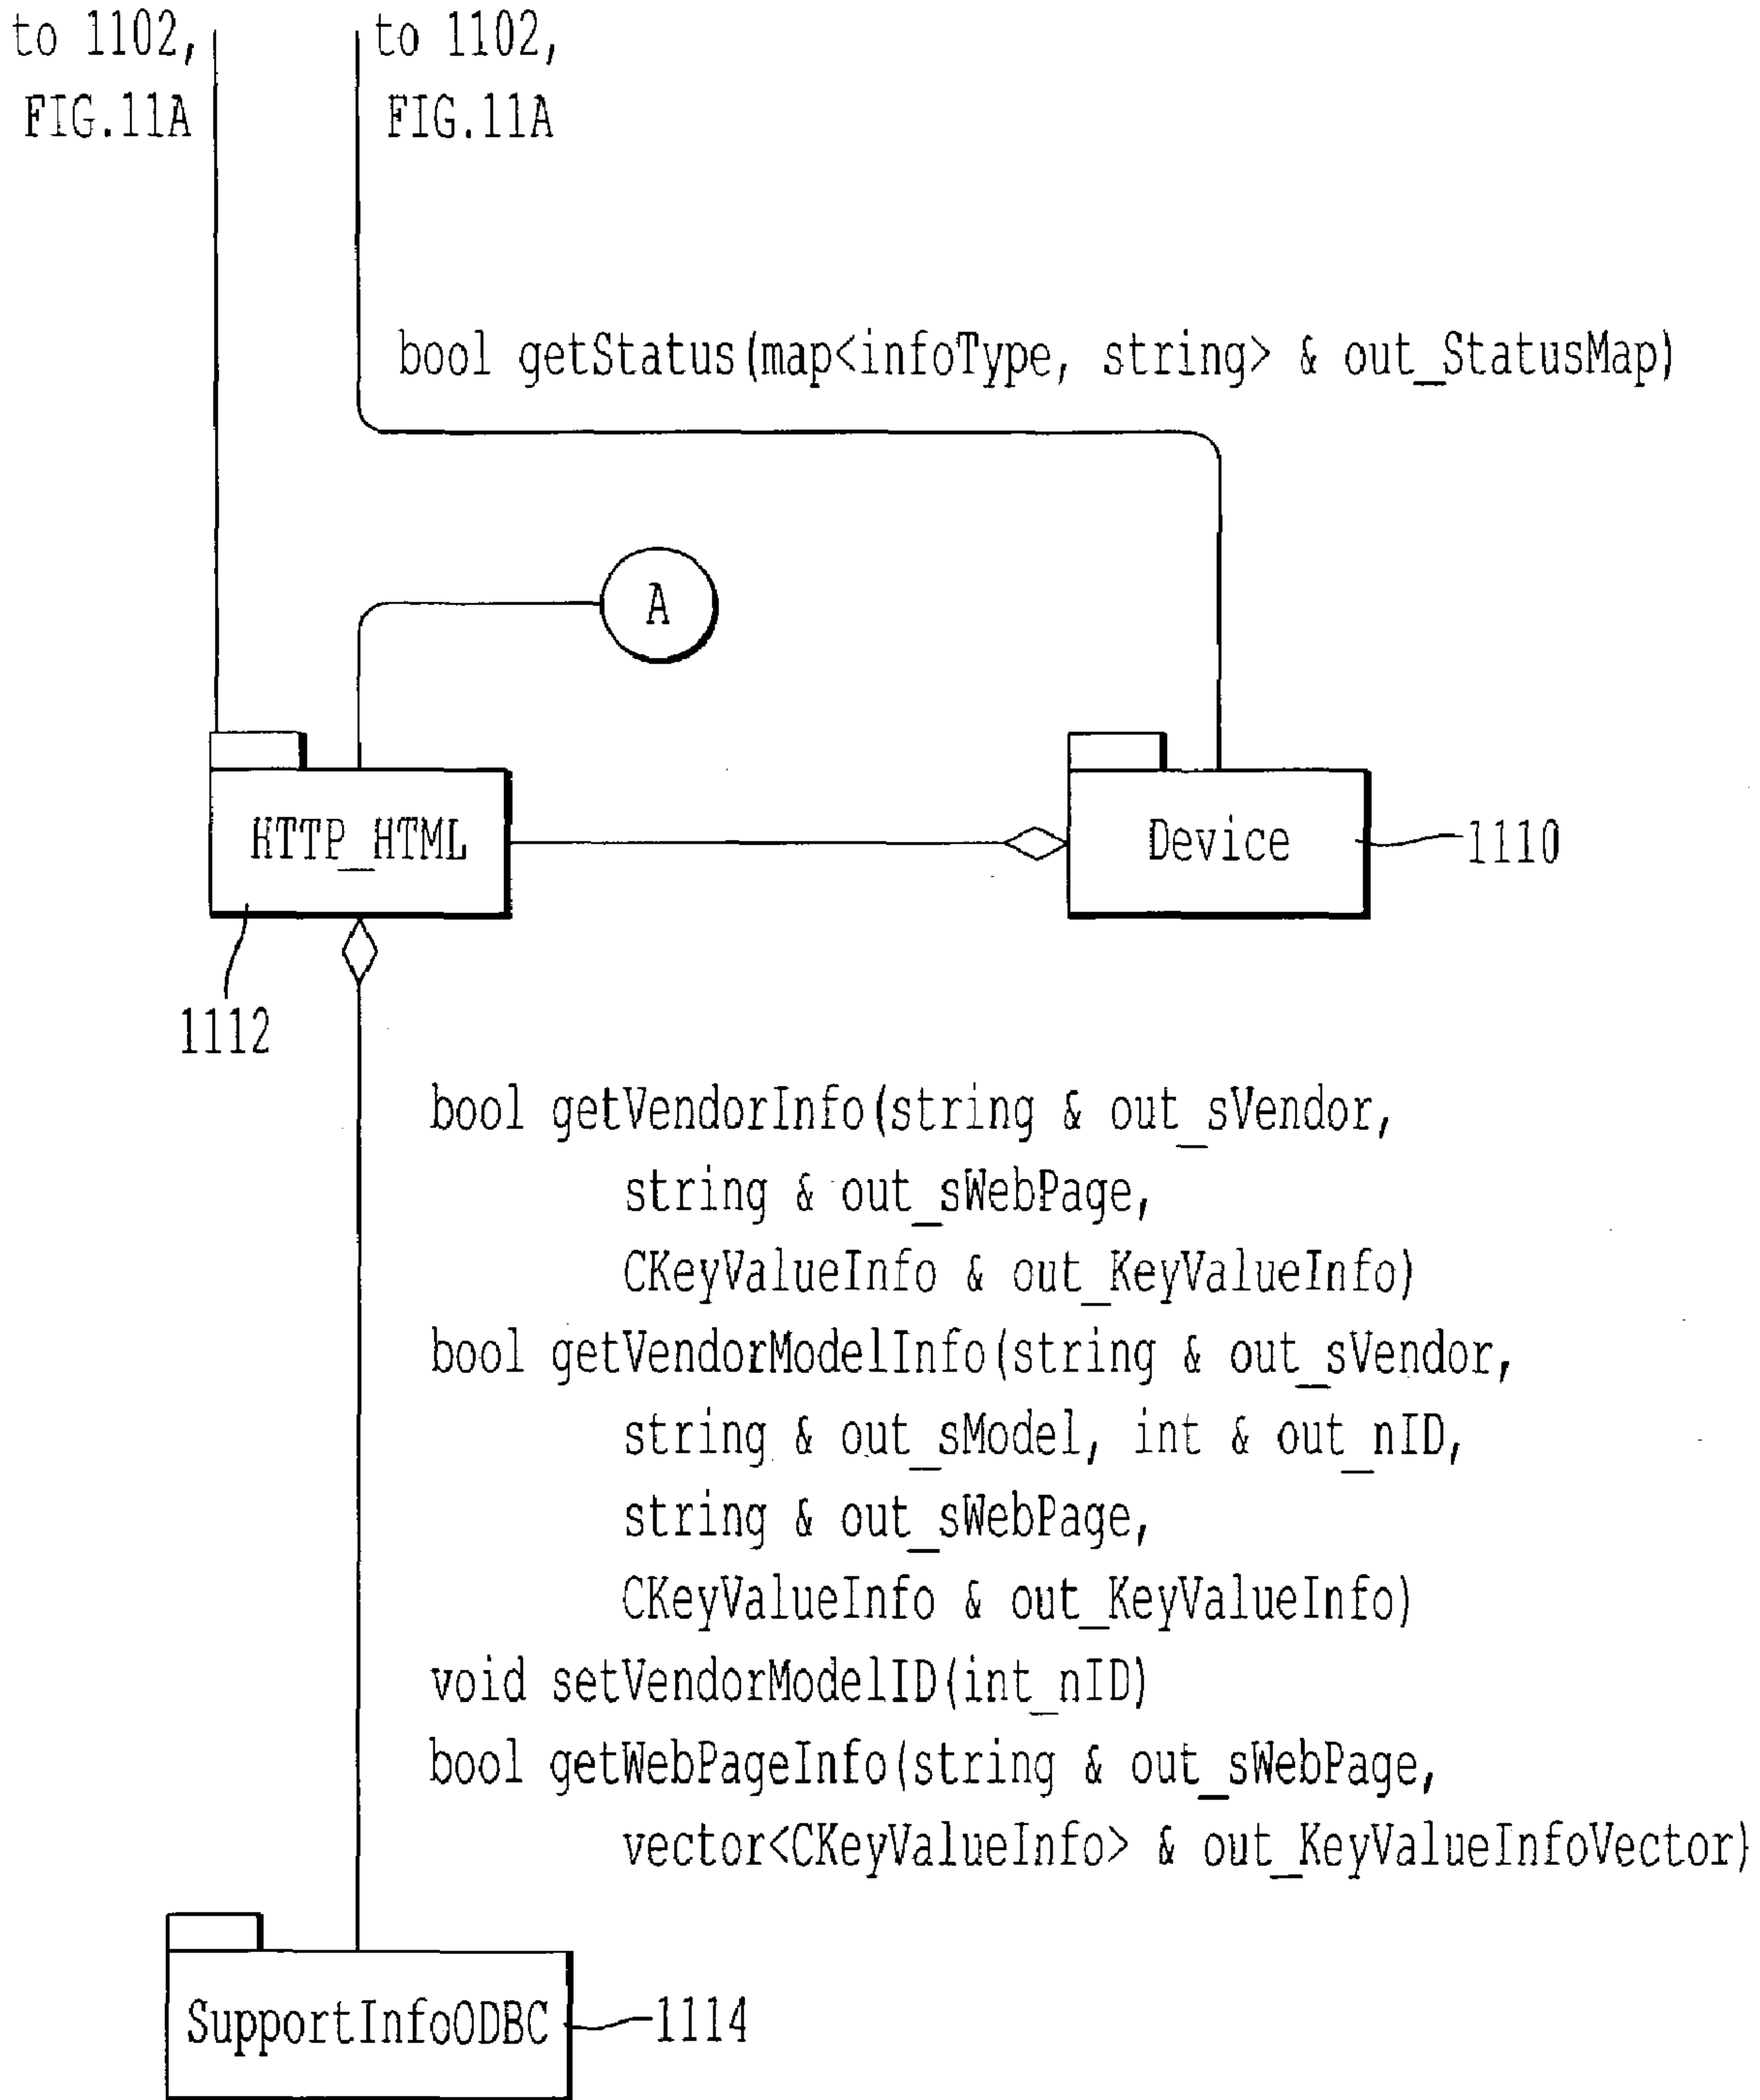 to 1102,
FIG.11A
to 1102,
FIG.11A
bool getStatus(map<infoType, string> & out_StatusMap)
A
HTTP_HTML
Device
1110
1112
bool getVendorInfo(string & out_sVendor,
string & out_sWebPage,
CKeyValueInfo & out_KeyValueInfo)
bool getVendorModelInfo(string & out_sVendor,
string & out_sModel, int & out_nID,
string & out_sWebPage,
CKeyValueInfo & out_KeyValueInfo)
void setVendorModelID(int_nID)
bool getWebPageInfo(string & out_sWebPage,
vector<CKeyValueInfo> & out_KeyValueInfoVector)
SupportInfoODBC
1114